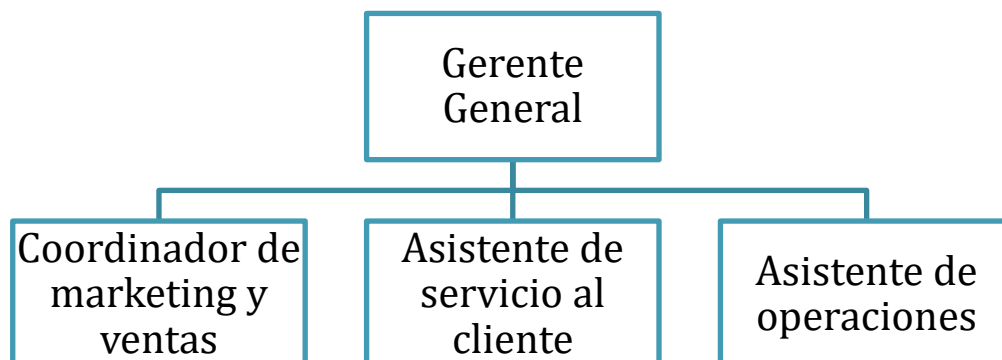 Gerente
General
Coordinador de
marketing y
ventas
Asistente de
servicio al
cliente
Asistente de
operaciones